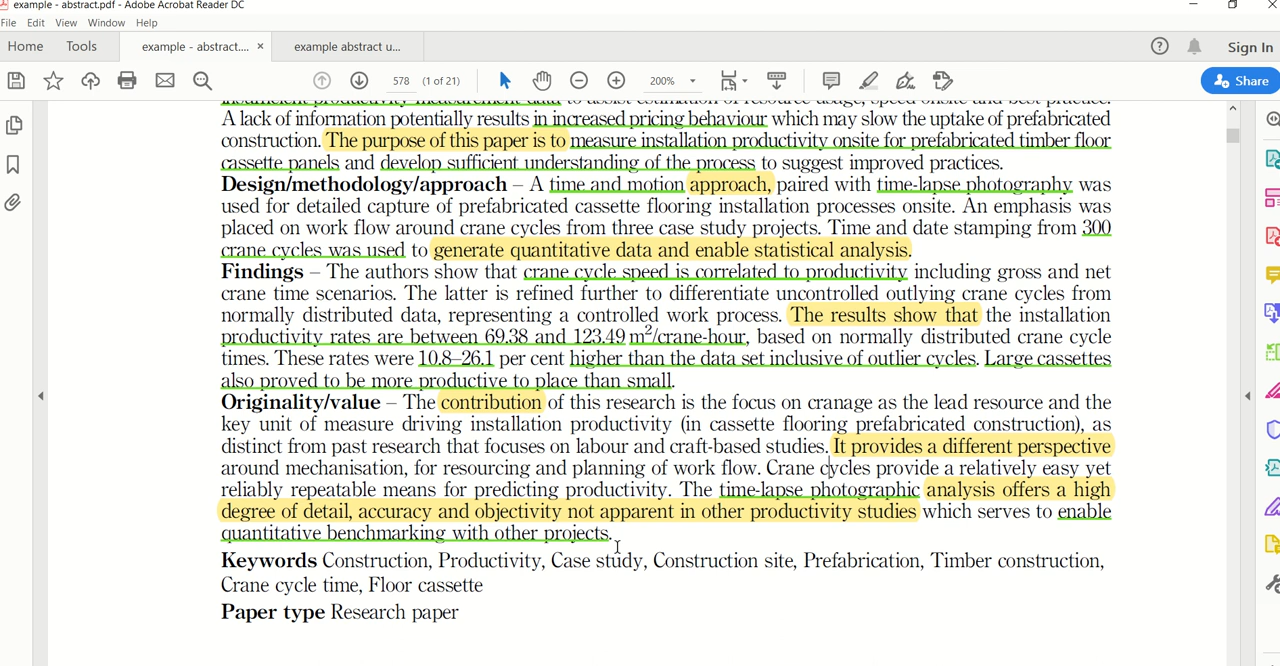 example - abstract.pdf - Adobe Acrobat Reader DC
File Edit View Window Help
Home Tools example - abstract.... × example abstract u... Sign In
578 (1 of 21) 200% Share
insufficient productivity measurement data to assist estimation of resource usage, speed onsite and best practice.
A lack of information potentially results in increased pricing behaviour which may slow the uptake of prefabricated
construction. The purpose of this paper is to measure installation productivity onsite for prefabricated timber floor
cassette panels and develop sufficient understanding of the process to suggest improved practices.
Design/methodology/approach – A time and motion approach, paired with time-lapse photography was
used for detailed capture of prefabricated cassette flooring installation processes onsite. An emphasis was
placed on work flow around crane cycles from three case study projects. Time and date stamping from 300
crane cycles was used to generate quantitative data and enable statistical analysis.
Findings – The authors show that crane cycle speed is correlated to productivity including gross and net
crane time scenarios. The latter is refined further to differentiate uncontrolled outlying crane cycles from
normally distributed data, representing a controlled work process. The results show that the installation
productivity rates are between 69.38 and 123.49 m²/crane-hour, based on normally distributed crane cycle
times. These rates were 10.8–26.1 per cent higher than the data set inclusive of outlier cycles. Large cassettes
also proved to be more productive to place than small.
Originality/value – The contribution of this research is the focus on cranage as the lead resource and the
key unit of measure driving installation productivity (in cassette flooring prefabricated construction), as
distinct from past research that focuses on labour and craft-based studies. It provides a different perspective
around mechanisation, for resourcing and planning of work flow. Crane cycles provide a relatively easy yet
reliably repeatable means for predicting productivity. The time-lapse photographic analysis offers a high
degree of detail, accuracy and objectivity not apparent in other productivity studies which serves to enable
quantitative benchmarking with other projects.
Keywords Construction, Productivity, Case study, Construction site, Prefabrication, Timber construction,
Crane cycle time, Floor cassette
Paper type Research paper